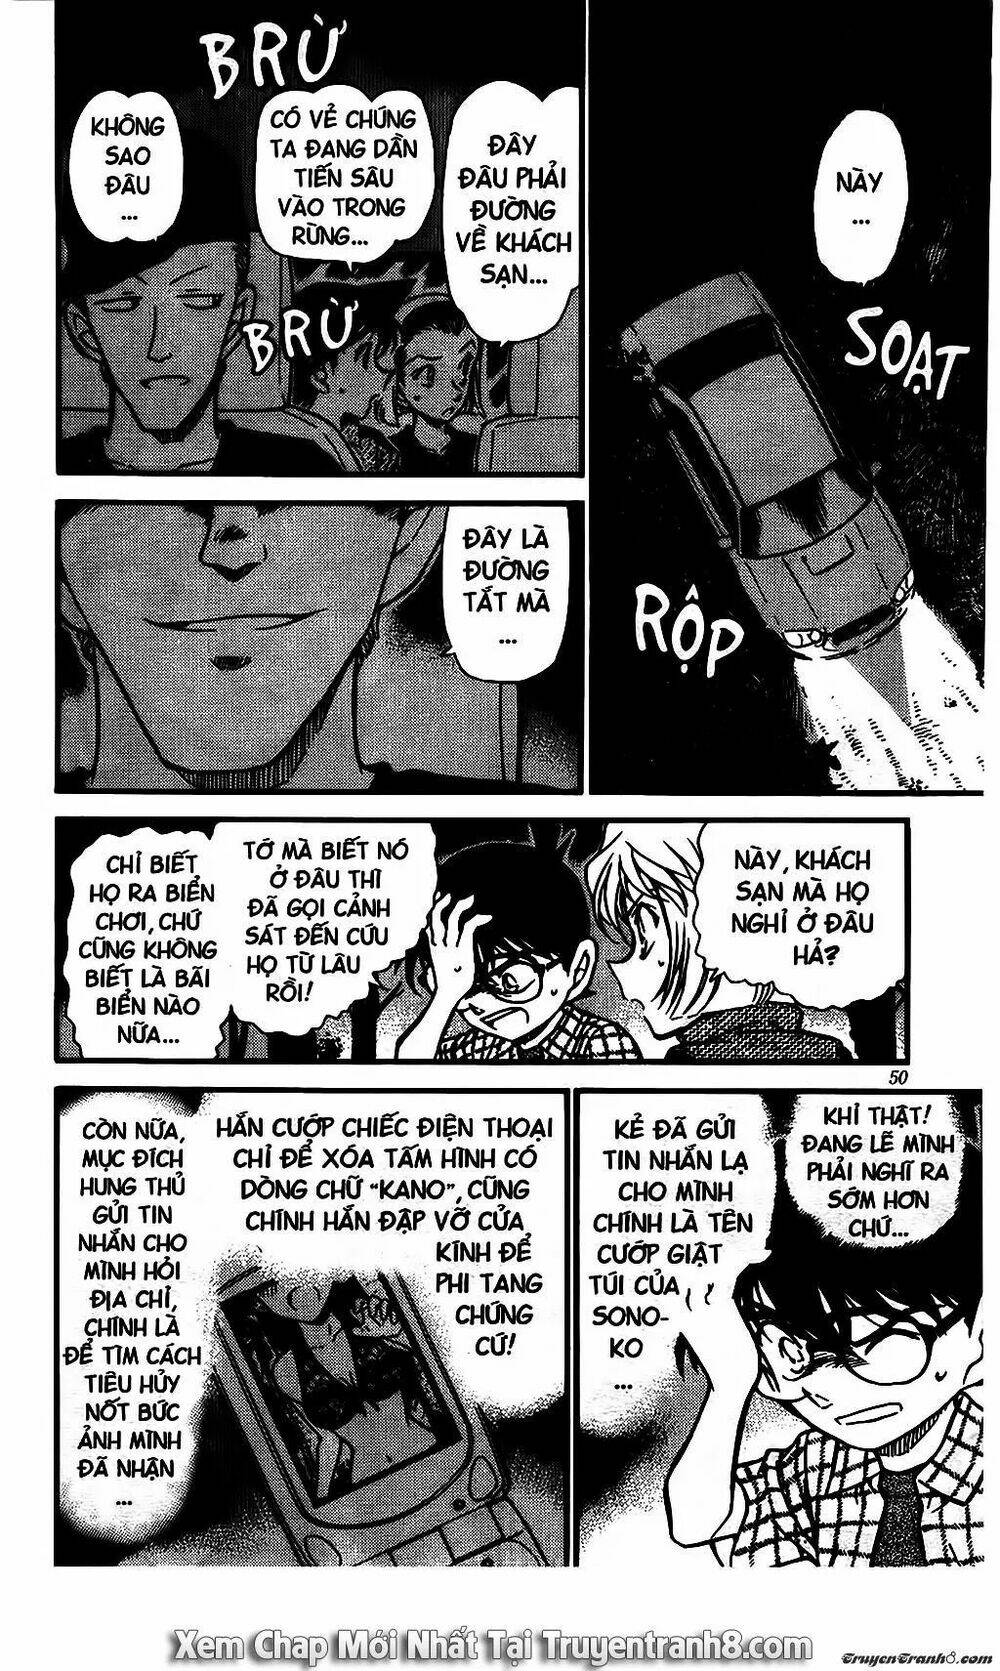 NÀY
...
SOẠT
RỘP
BRỪ
ĐÂY
ĐÂU PHẢI
ĐƯỜNG
VỀ KHÁCH
SẠN...
CÓ VẺ CHÚNG
TA ĐANG DẦN
TIẾN SÂU
VÀO TRONG
RỪNG...
KHÔNG
SAO
ĐÂU
...
BRỪ
ĐÂY LÀ
ĐƯỜNG
TẮT MÀ
...
NÀY, KHÁCH
SẠN MÀ HỌ
NGHỈ Ở ĐÂU
HẢ?
TỚ MÀ BIẾT NÓ
Ở ĐÂU THÌ
ĐÃ GỌI CẢNH
SÁT ĐẾN CỨU
HỌ TỪ LÂU
RỒI!
CHỈ BIẾT
HỌ RA BIỂN
CHƠI, CHỨ
CŨNG KHÔNG
BIẾT LÀ BÃI
BIỂN NÀO
NỮA...
50
KHỈ THẬT!
ĐANG LẼ MÌNH
PHẢI NGHĨ RA
SỚM HƠN
CHỨ...
KẺ ĐÃ GỬI
TIN NHẮN LẠ
CHO MÌNH
CHÍNH LÀ TÊN
CƯỚP GIẬT
TÚI CỦA
SONO-
KO
...
HẮN CƯỚP CHIẾC ĐIỆN THOẠI
CHỈ ĐỂ XÓA TẤM HÌNH CÓ
DÒNG CHỮ "KANO", CŨNG
CHÍNH HẮN ĐẬP VỠ CỬA
KÍNH ĐỂ
PHI TANG
CHỨNG
CỨ!
CÒN NỮA,
MỤC ĐÍCH
HUNG THỦ
GỬI TIN
NHẮN CHO
MÌNH HỎI
ĐỊA CHỈ,
CHÍNH LÀ
ĐỂ TÌM CÁCH
TIÊU HỦY
NỐT BỨC
ẢNH MÌNH
ĐÃ NHẬN
...
Xem Chap Mới Nhất Tại Truyentranh8.com
TruyenTranh8.com